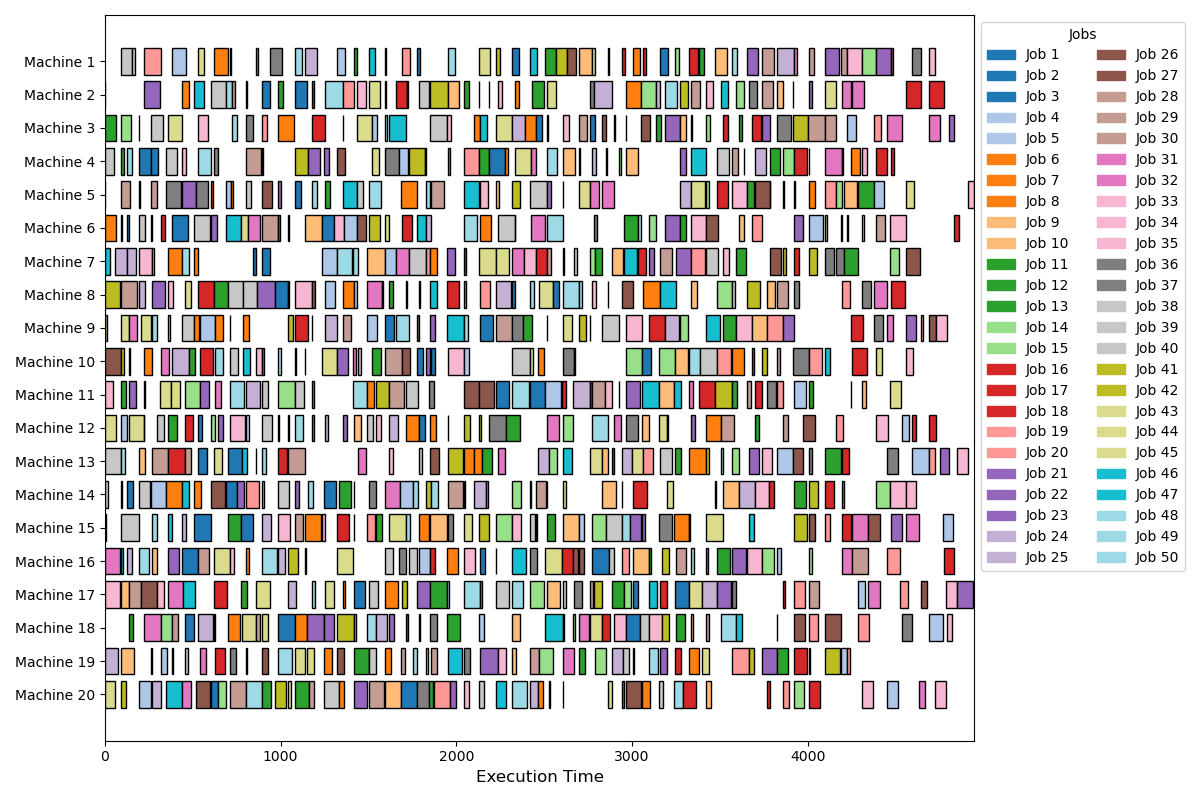 Machine 1
Machine 2
Machine 3
Machine 4
Machine 5
Machine 6
Machine 7
Machine 8
Machine 9
Machine 10
Machine 11
Machine 12
Machine 13
Machine 14
Machine 15
Machine 16
Machine 17
Machine 18
Machine 19
Machine 20
0 1000 2000 3000 4000
Execution Time
Jobs
Job 1 Job 26
Job 2 Job 27
Job 3 Job 28
Job 4 Job 29
Job 5 Job 30
Job 6 Job 31
Job 7 Job 32
Job 8 Job 33
Job 9 Job 34
Job 10 Job 35
Job 11 Job 36
Job 12 Job 37
Job 13 Job 38
Job 14 Job 39
Job 15 Job 40
Job 16 Job 41
Job 17 Job 42
Job 18 Job 43
Job 19 Job 44
Job 20 Job 45
Job 21 Job 46
Job 22 Job 47
Job 23 Job 48
Job 24 Job 49
Job 25 Job 50